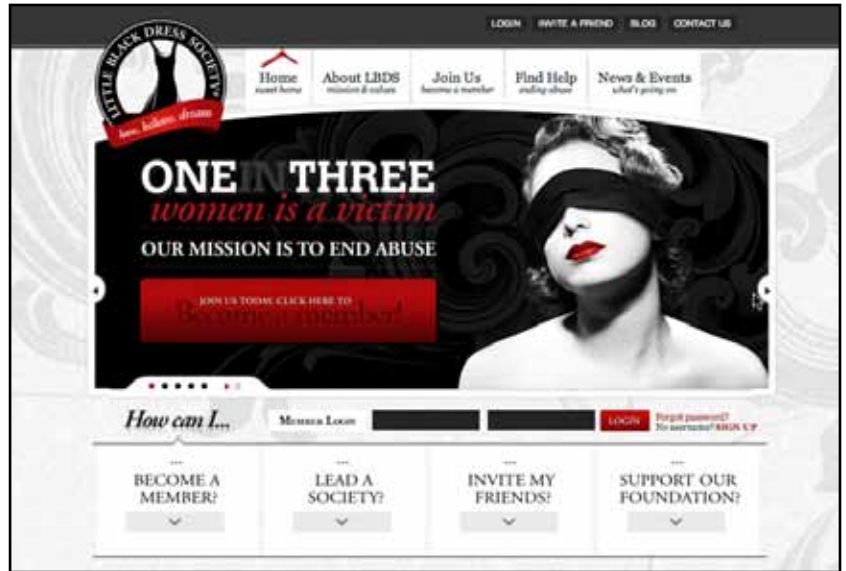 LOGIN INVITE A FRIEND BLOG CONTACT US
LITTLE BLACK DRESS SOCIETY
love, believe, dream
Home About LBDS Join Us Find Help News & Events
sweet home mission & values become a member ending abuse what's going on
ONE IN THREE
women is a victim
OUR MISSION IS TO END ABUSE
JOIN US TODAY. CLICK HERE TO
Become a member!
How can I... MEMBER LOGIN LOGIN Forgot password?
No username? SIGN UP
... ... ... ...
BECOME A LEAD A INVITE MY SUPPORT OUR
MEMBER? SOCIETY? FRIENDS? FOUNDATION?